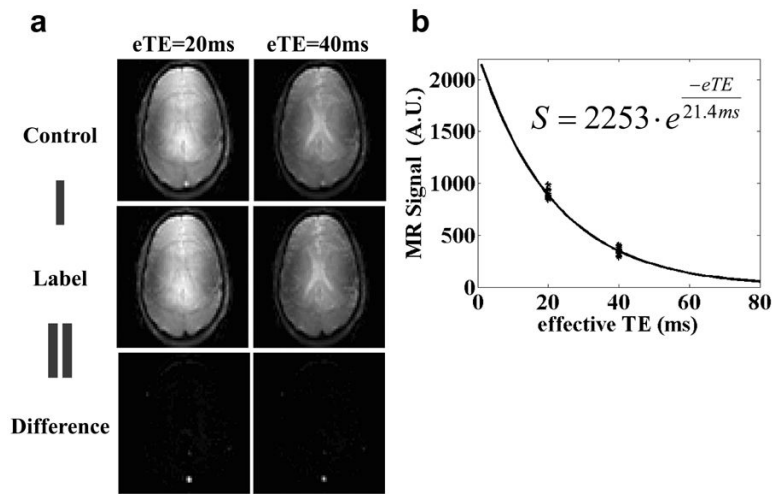 a
eTE=20ms eTE=40ms
Control
Label
Difference
b
S = 2253 · e^(-eTE/21.4ms)
MR Signal (A.U.)
2000
1500
1000
500
0
0 20 40 60 80
effective TE (ms)